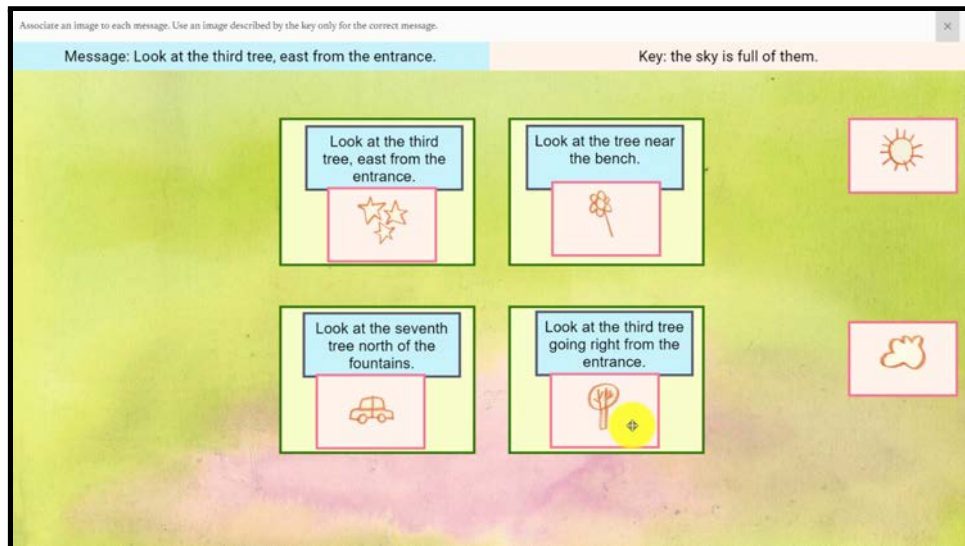 Associate an image to each message. Use an image described by the key only for the correct message.
Message: Look at the third tree, east from the entrance.
Key: the sky is full of them.
Look at the third
tree, east from the
entrance.
Look at the tree near
the bench.
Look at the seventh
tree north of the
fountains.
Look at the third tree
going right from the
entrance.